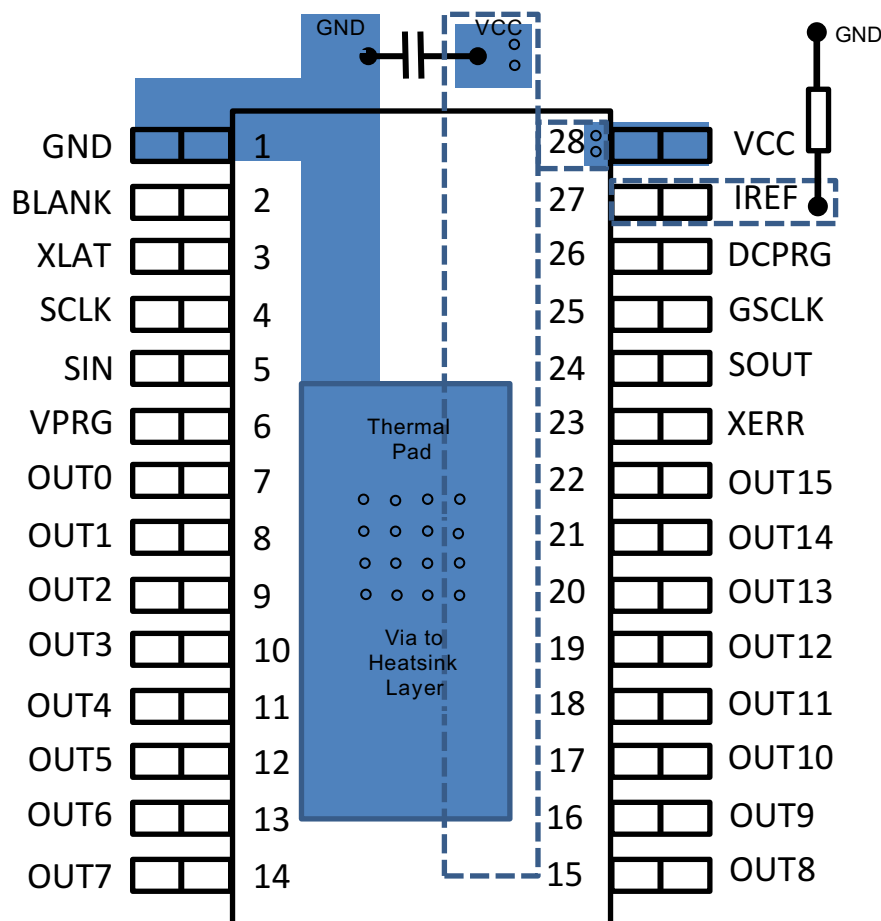 GND VCC
GND
GND 1 28 VCC
BLANK 2 27 IREF
XLAT 3 26 DCPRG
SCLK 4 25 GSCLK
SIN 5 24 SOUT
VPRG 6 23 XERR
OUT0 7 22 OUT15
OUT1 8 21 OUT14
OUT2 9 20 OUT13
OUT3 10 19 OUT12
OUT4 11 18 OUT11
OUT5 12 17 OUT10
OUT6 13 16 OUT9
OUT7 14 15 OUT8
Thermal
Pad
Via to
Heatsink
Layer